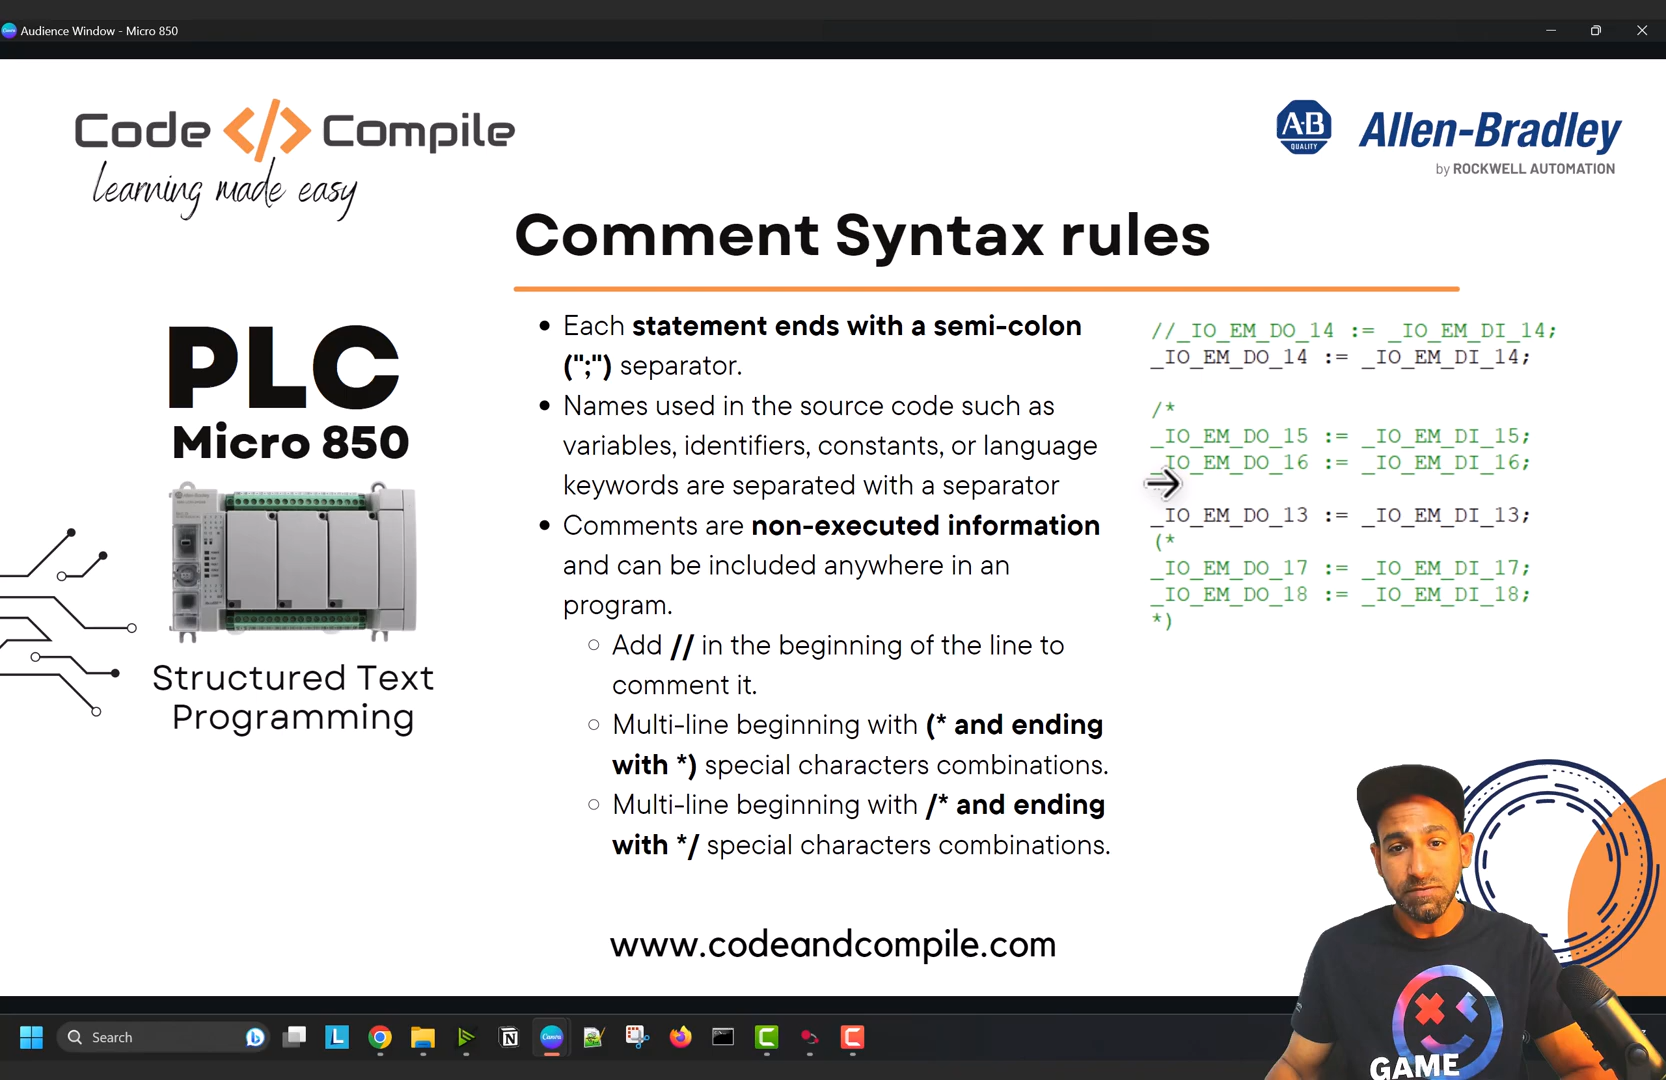 Audience Window - Micro 850
Code </> Compile
learning made easy
A·B
QUALITY
Allen-Bradley
by ROCKWELL AUTOMATION
Comment Syntax rules
PLC
Micro 850
Structured Text
Programming
• Each statement ends with a semi-colon
(";") separator.
• Names used in the source code such as
variables, identifiers, constants, or language
keywords are separated with a separator
• Comments are non-executed information
and can be included anywhere in an
program.
○ Add // in the beginning of the line to
comment it.
○ Multi-line beginning with (* and ending
with *) special characters combinations.
○ Multi-line beginning with /* and ending
with */ special characters combinations.
//_IO_EM_DO_14 := _IO_EM_DI_14;
_IO_EM_DO_14 := _IO_EM_DI_14;
/*
_IO_EM_DO_15 := _IO_EM_DI_15;
_IO_EM_DO_16 := _IO_EM_DI_16;
_IO_EM_DO_13 := _IO_EM_DI_13;
(*
_IO_EM_DO_17 := _IO_EM_DI_17;
_IO_EM_DO_18 := _IO_EM_DI_18;
*)
www.codeandcompile.com
GAME
Search